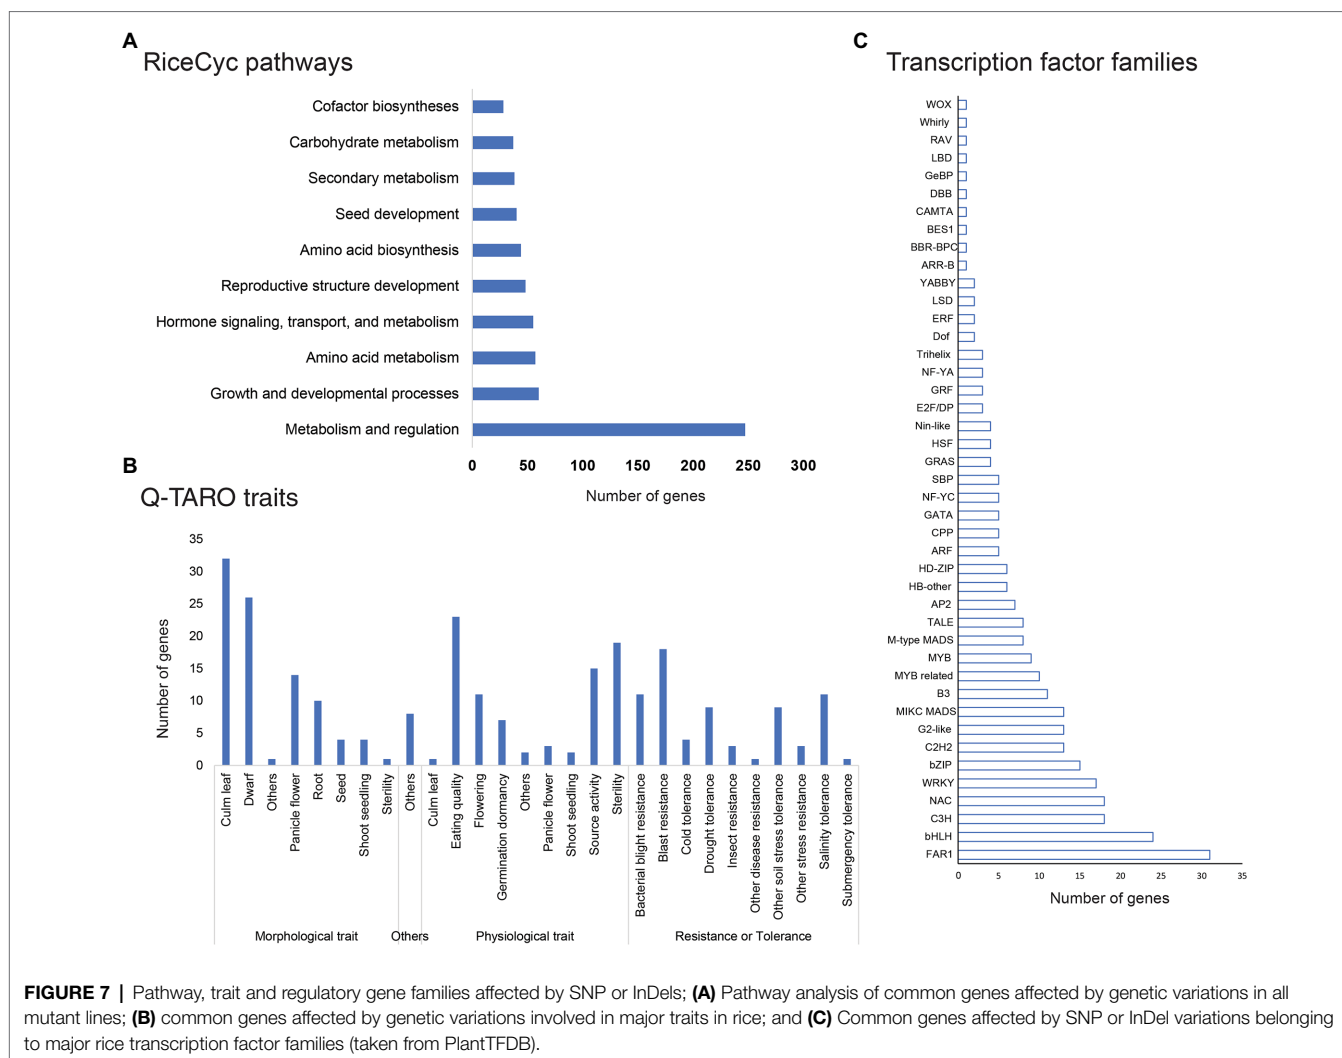 A
RiceCyc pathways
Cofactor biosyntheses
Carbohydrate metabolism
Secondary metabolism
Seed development
Amino acid biosynthesis
Reproductive structure development
Hormone signaling, transport, and metabolism
Amino acid metabolism
Growth and developmental processes
Metabolism and regulation
0 50 100 150 200 250 300
Number of genes
B
Q-TARO traits
35
30
25
20
15
10
5
0
Number of genes
Culm leaf
Dwarf
Others
Panicle flower
Root
Seed
Shoot seedling
Sterility
Others
Culm leaf
Eating quality
Flowering
Germination dormancy
Others
Panicle flower
Shoot seedling
Source activity
Sterility
Bacterial blight resistance
Blast resistance
Cold tolerance
Drought tolerance
Insect resistance
Other disease resistance
Other soil stress tolerance
Other stress resistance
Salinity tolerance
Submergency tolerance
Morphological trait Others Physiological trait Resistance or Tolerance
C
Transcription factor families
WOX
Whirly
RAV
LBD
GeBP
DBB
CAMTA
BES1
BBR-BPC
ARR-B
YABBY
LSD
ERF
Dof
Trihelix
NF-YA
GRF
E2F/DP
Nin-like
HSF
GRAS
SBP
NF-YC
GATA
CPP
ARF
HD-ZIP
HB-other
AP2
TALE
M-type MADS
MYB
MYB related
B3
MIKC MADS
G2-like
C2H2
bZIP
WRKY
NAC
C3H
bHLH
FAR1
0 5 10 15 20 25 30 35
Number of genes
FIGURE 7 | Pathway, trait and regulatory gene families affected by SNP or InDels; (A) Pathway analysis of common genes affected by genetic variations in all
mutant lines; (B) common genes affected by genetic variations involved in major traits in rice; and (C) Common genes affected by SNP or InDel variations belonging
to major rice transcription factor families (taken from PlantTFDB).